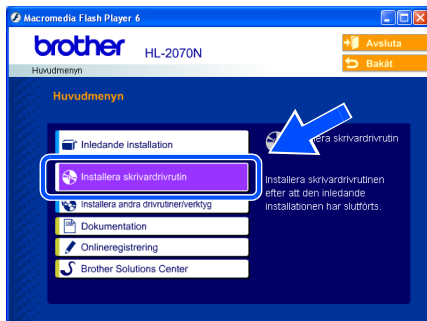 Macromedia Flash Player 6
brother
HL-2070N
Avsluta
Bakåt
Huvudmenyn
Huvudmenyn
Inledande installation
Installera skrivardrivrutin
Installera andra drivrutiner/verktyg
Dokumentation
Onlineregistrering
Brother Solutions Center
skrivardrivrutin
Installera skrivardrivrutinen
efter att den inledande
installationen har slutförts.